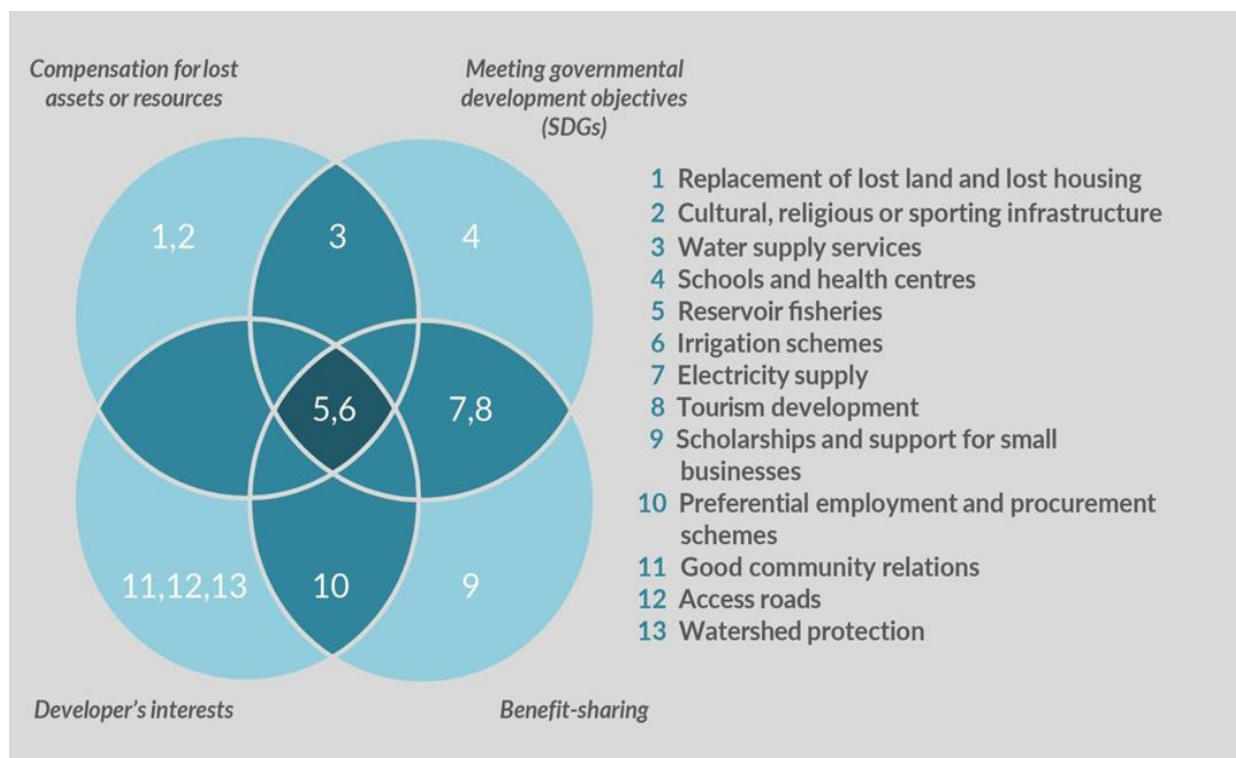 Compensation for lost
assets or resources
Meeting governmental
development objectives
(SDGs)
1,2
3
4
5,6
7,8
11,12,13
10
9
Developer's interests
Benefit-sharing
1 Replacement of lost land and lost housing
2 Cultural, religious or sporting infrastructure
3 Water supply services
4 Schools and health centres
5 Reservoir fisheries
6 Irrigation schemes
7 Electricity supply
8 Tourism development
9 Scholarships and support for small
businesses
10 Preferential employment and procurement
schemes
11 Good community relations
12 Access roads
13 Watershed protection